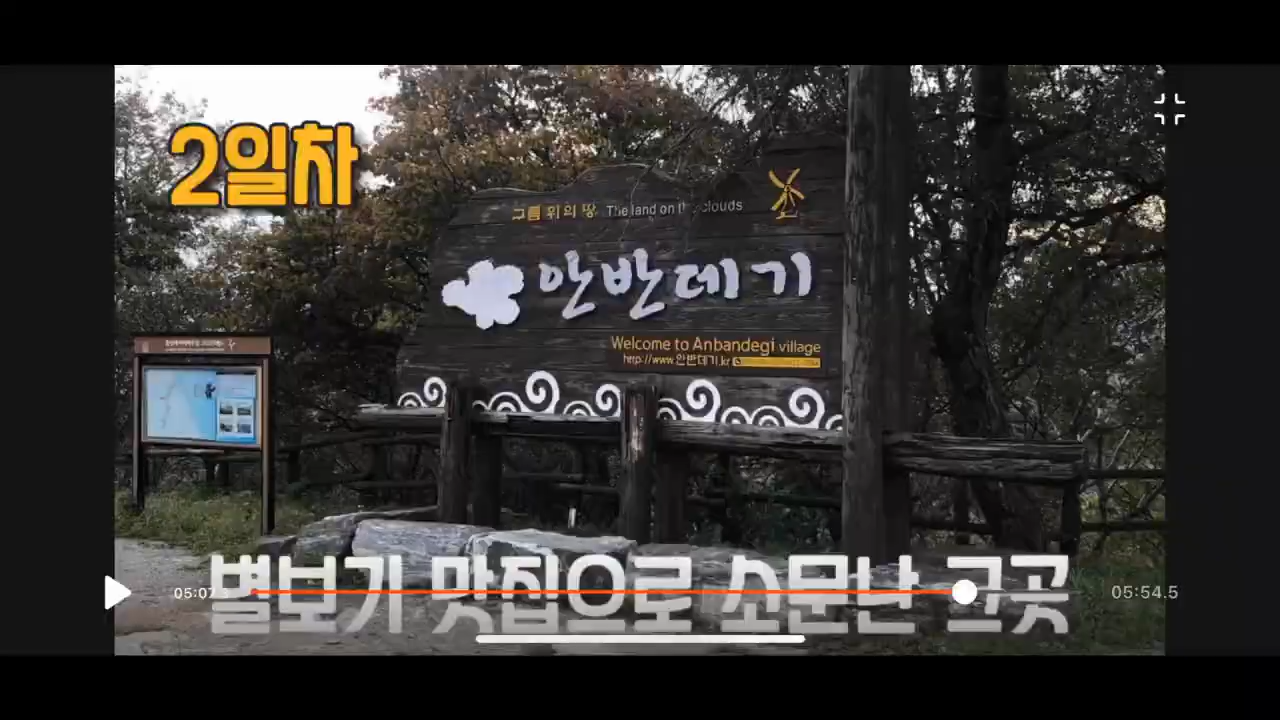 2일차
구름 위의 땅 The land on the clouds
안반데기
Welcome to Anbandegi village
http://www.안반데기.kr
별보기 맛집으로 소문난 그곳
05:07
05:54.5